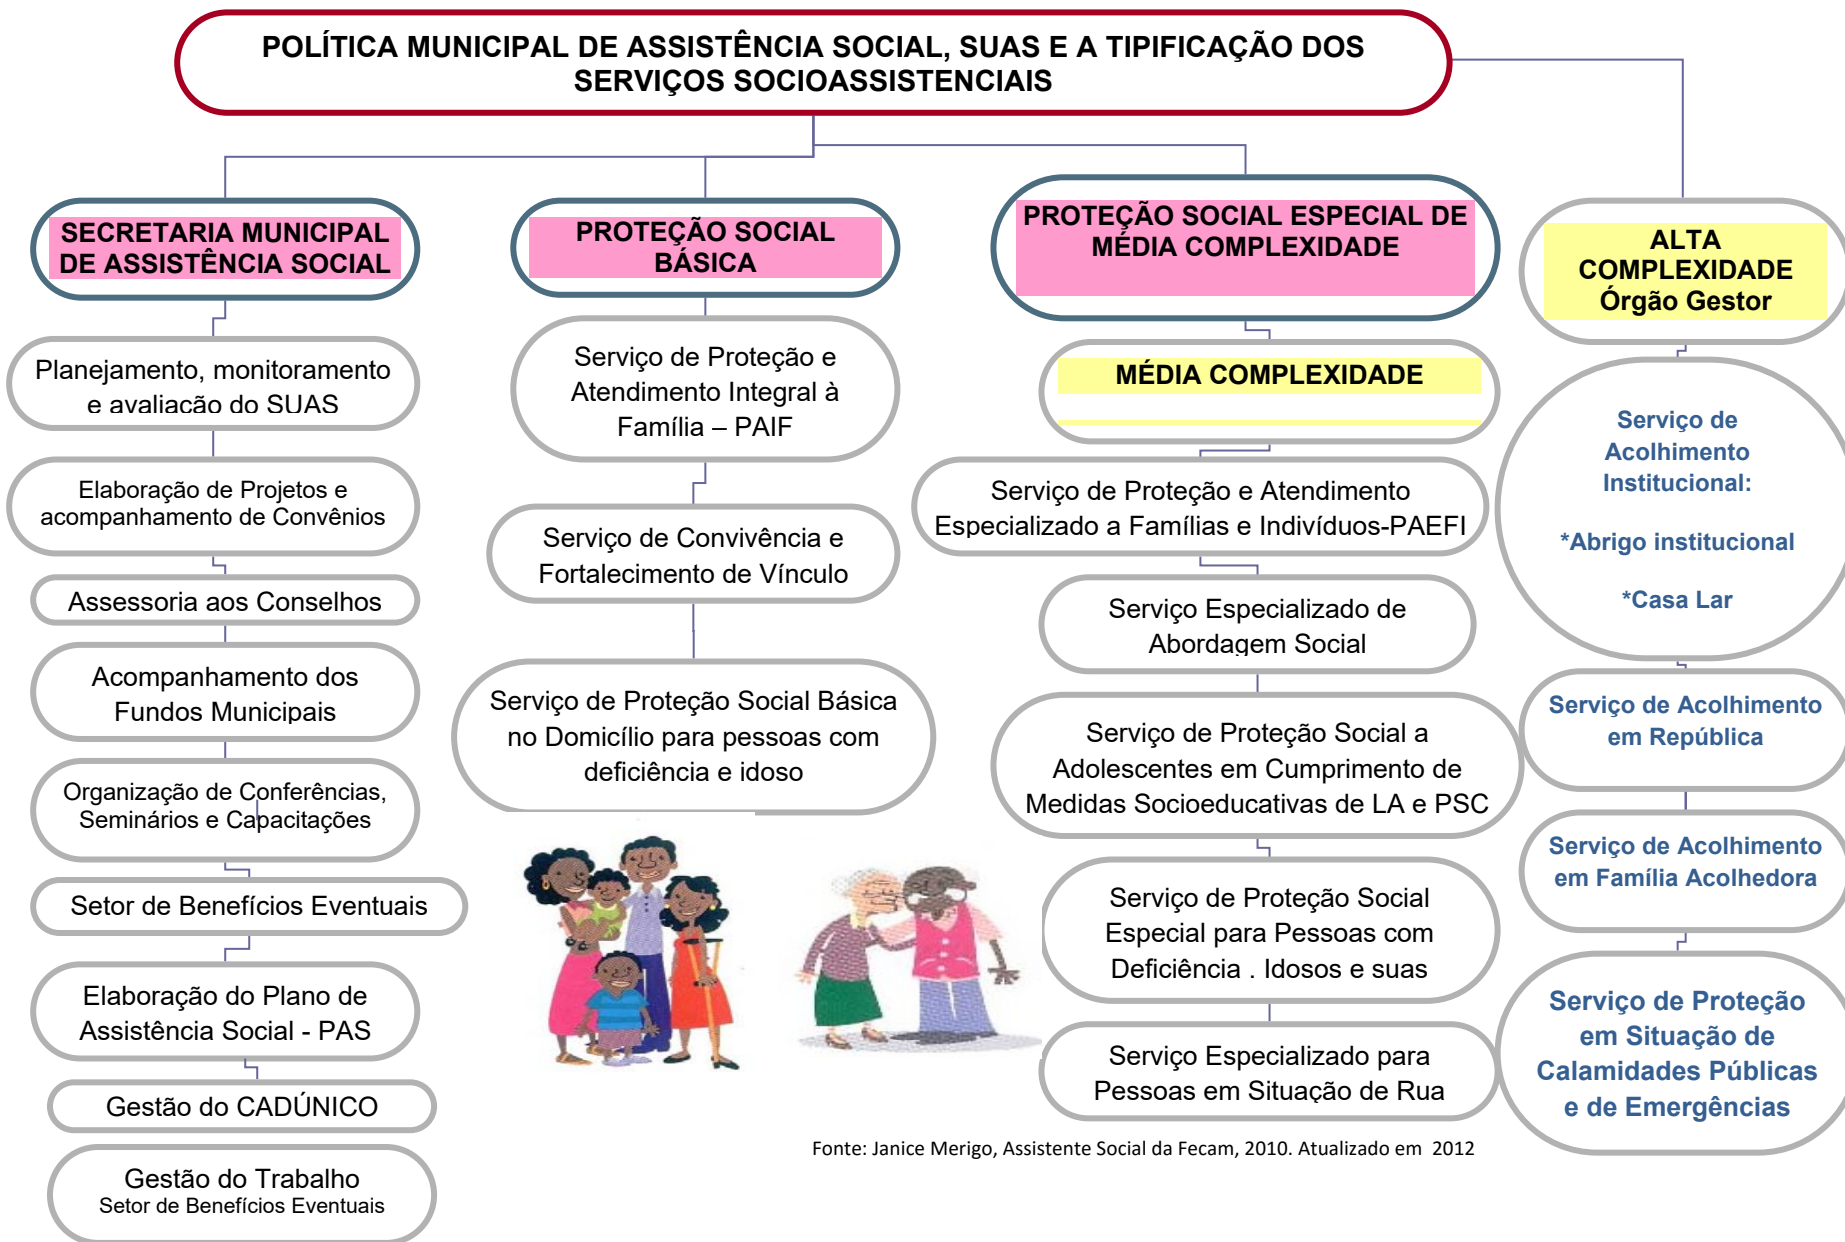 POLÍTICA MUNICIPAL DE ASSISTÊNCIA SOCIAL, SUAS E A TIPIFICAÇÃO DOS
SERVIÇOS SOCIOASSISTENCIAIS
SECRETARIA MUNICIPAL
DE ASSISTÊNCIA SOCIAL
Planejamento, monitoramento
e avaliação do SUAS
Elaboração de Projetos e
acompanhamento de Convênios
Assessoria aos Conselhos
Acompanhamento dos
Fundos Municipais
Organização de Conferências,
Seminários e Capacitações
Setor de Benefícios Eventuais
Elaboração do Plano de
Assistência Social - PAS
Gestão do CADÚNICO
Gestão do Trabalho
Setor de Benefícios Eventuais
PROTEÇÃO SOCIAL
BÁSICA
Serviço de Proteção e
Atendimento Integral à
Família – PAIF
Serviço de Convivência e
Fortalecimento de Vínculo
Serviço de Proteção Social Básica
no Domicílio para pessoas com
deficiência e idoso
PROTEÇÃO SOCIAL ESPECIAL DE
MÉDIA COMPLEXIDADE
MÉDIA COMPLEXIDADE
Serviço de Proteção e Atendimento
Especializado a Famílias e Indivíduos-PAEFI
Serviço Especializado de
Abordagem Social
Serviço de Proteção Social a
Adolescentes em Cumprimento de
Medidas Socioeducativas de LA e PSC
Serviço de Proteção Social
Especial para Pessoas com
Deficiência . Idosos e suas
Serviço Especializado para
Pessoas em Situação de Rua
ALTA
COMPLEXIDADE
Órgão Gestor
Serviço de
Acolhimento
Institucional:
*Abrigo institucional
*Casa Lar
Serviço de Acolhimento
em República
Serviço de Acolhimento
em Família Acolhedora
Serviço de Proteção
em Situação de
Calamidades Públicas
e de Emergências
Fonte: Janice Merigo, Assistente Social da Fecam, 2010. Atualizado em 2012